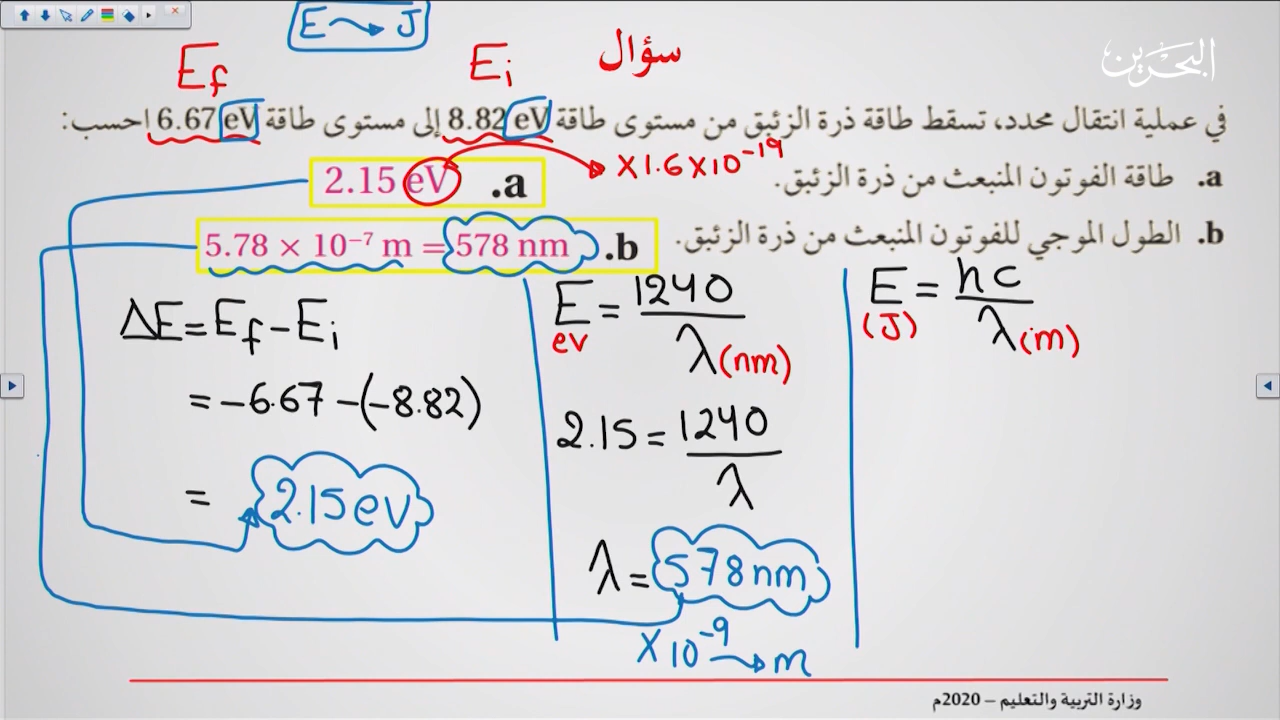 E → J
البحرين
سؤال
Ei
Ef
في عملية انتقال محدد، تسقط طاقة ذرة الزئبق من مستوى طاقة 8.82 eV إلى مستوى طاقة 6.67 eV احسب:
a. طاقة الفوتون المنبعث من ذرة الزئبق.
.a 2.15 eV
×1.6×10⁻¹⁹
b. الطول الموجي للفوتون المنبعث من ذرة الزئبق.
.b 5.78 × 10⁻⁷ m = 578 nm
ΔE = Ef − Ei
= −6.67 −(−8.82)
= 2.15 ev
E = 1240 / λ
ev (nm)
2.15 = 1240 / λ
λ = 578 nm
×10⁻⁹ → m
E = hc / λ
(J) (m)
وزارة التربية والتعليم – 2020م